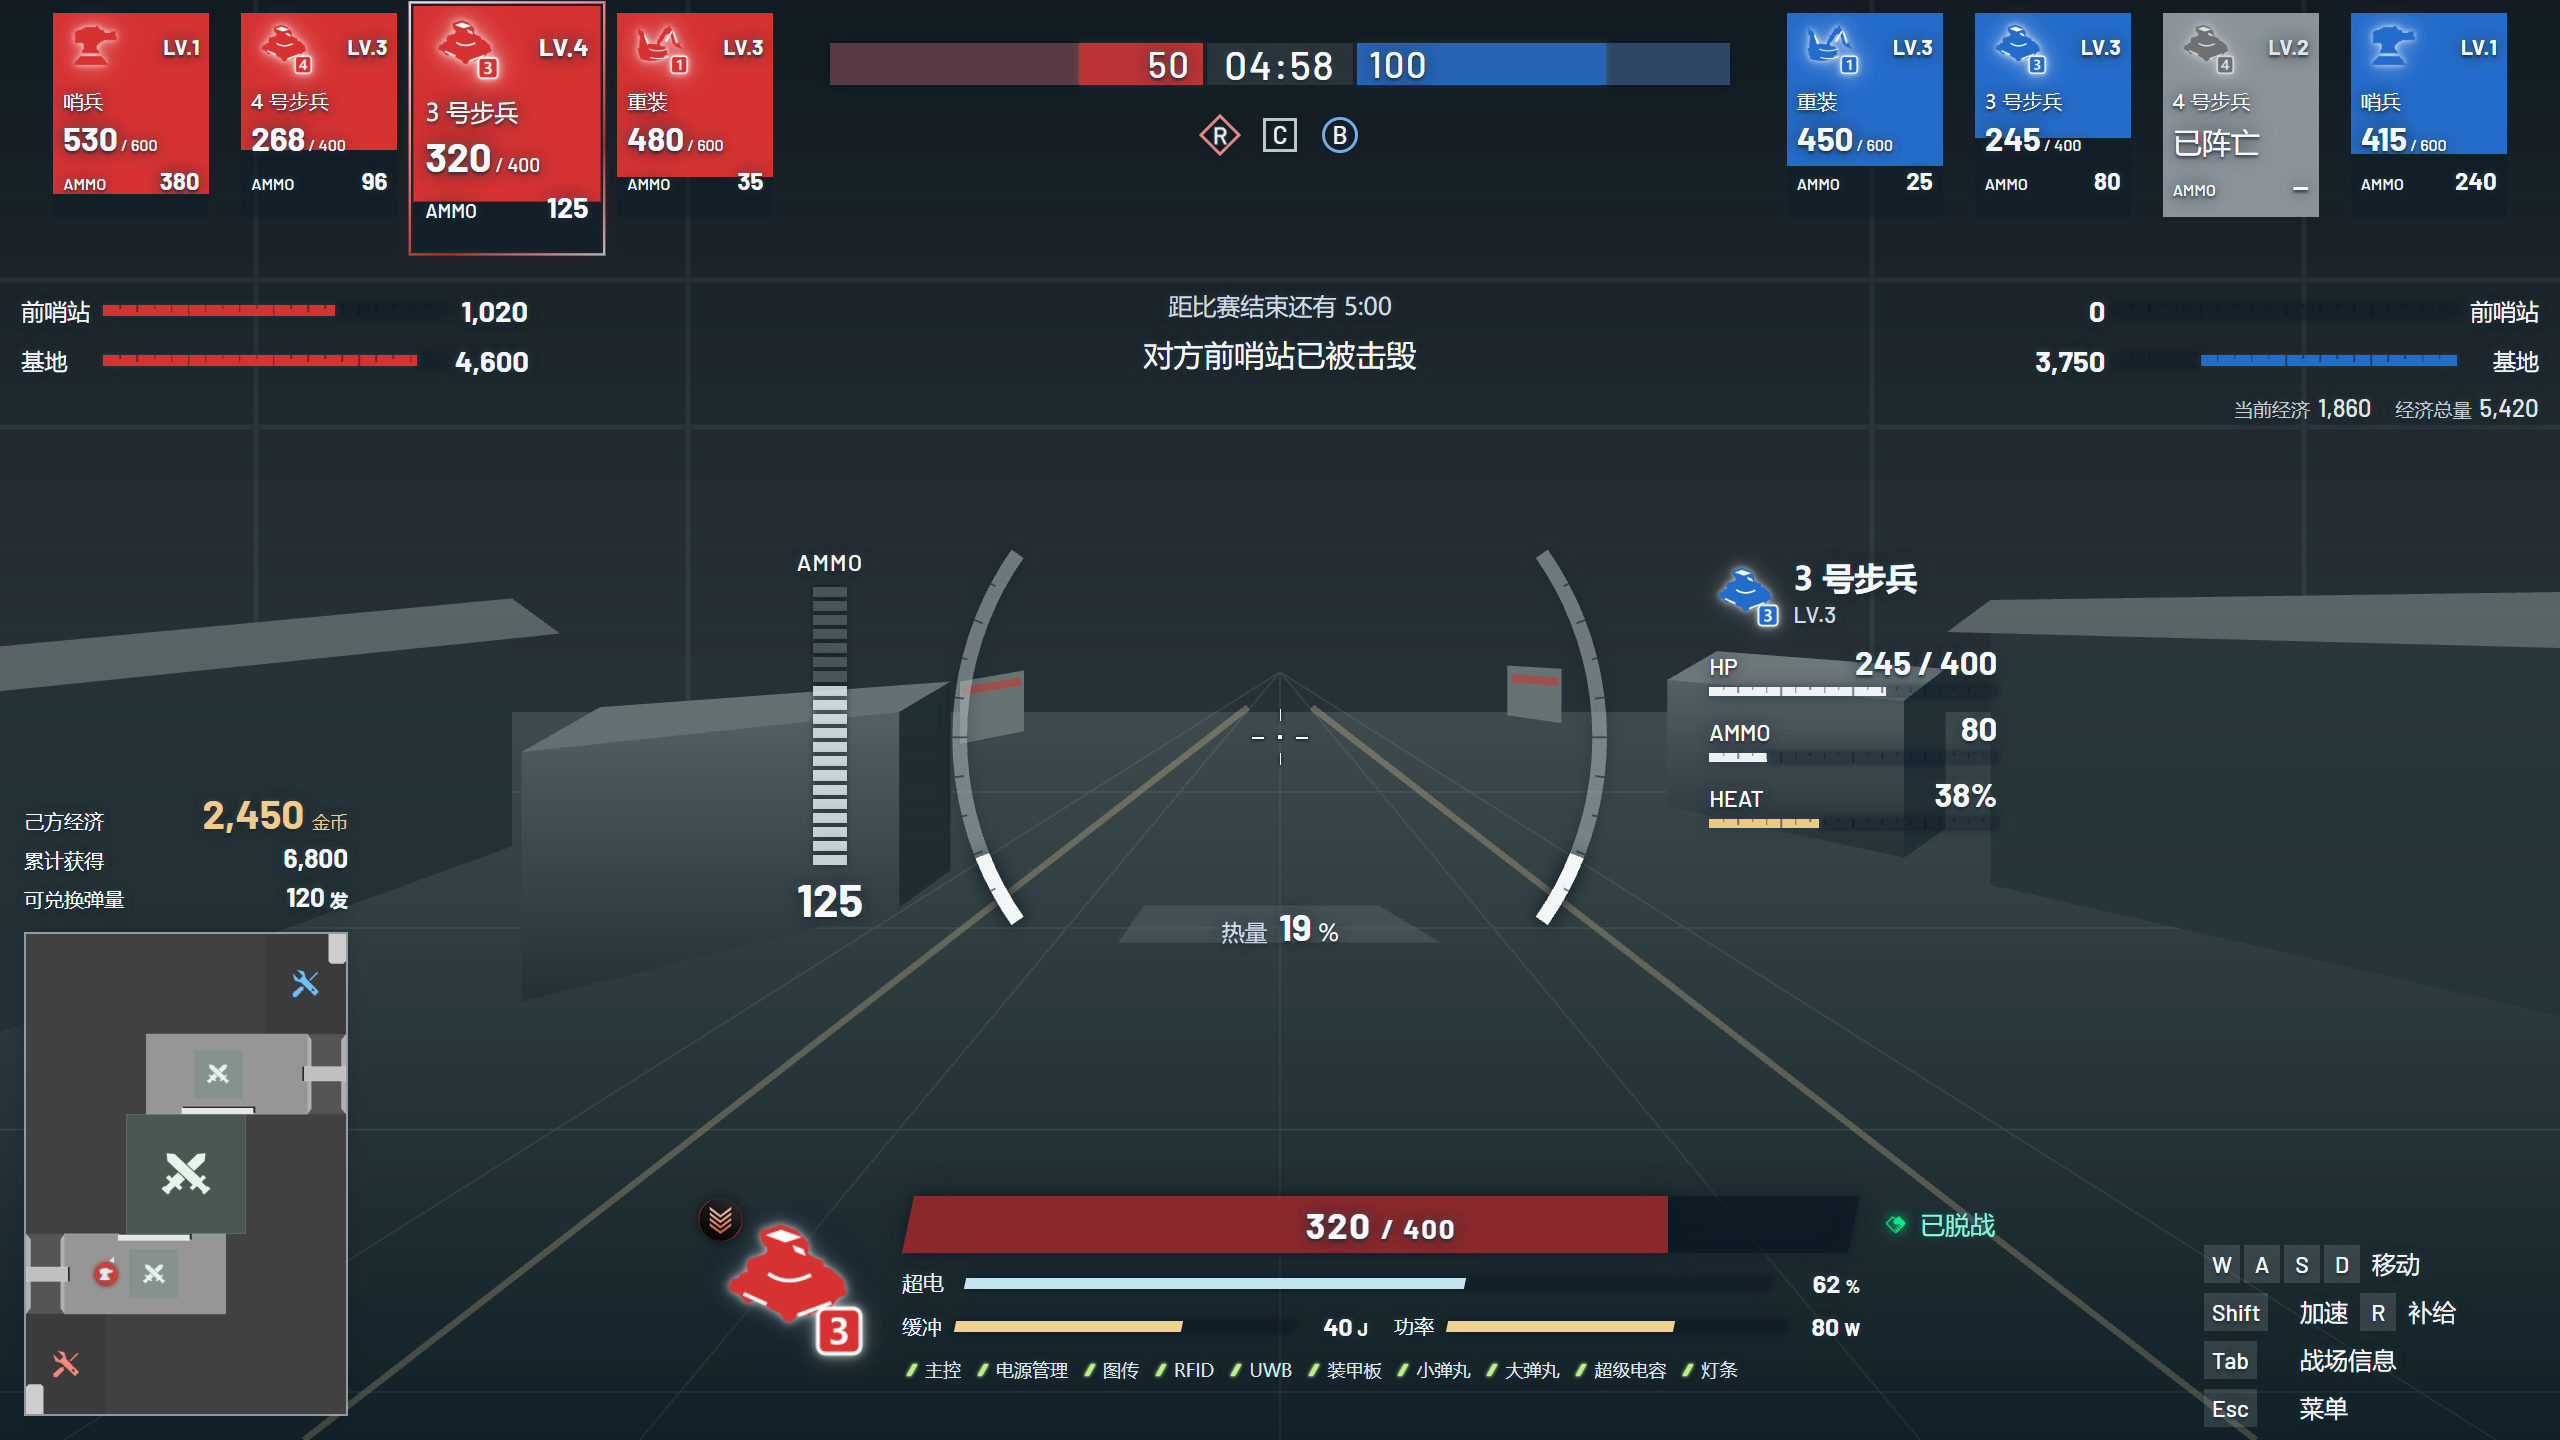 LV.1
哨兵
530 / 600
AMMO 380
LV.3
4
4 号步兵
268 / 400
AMMO 96
LV.4
3
3 号步兵
320 / 400
AMMO 125
LV.3
1
重装
480 / 600
AMMO 35
50 04:58 100
R C B
LV.3
1
重装
450 / 600
AMMO 25
LV.3
3
3 号步兵
245 / 400
AMMO 80
LV.2
4
4 号步兵
已阵亡
AMMO –
LV.1
哨兵
415 / 600
AMMO 240
前哨站 1,020
基地 4,600
距比赛结束还有 5:00
对方前哨站已被击毁
0 前哨站
3,750 基地
当前经济 1,860 经济总量 5,420
AMMO
125
热量 19 %
3 号步兵
3
LV.3
HP 245 / 400
AMMO 80
HEAT 38%
己方经济 2,450 金币
累计获得 6,800
可兑换弹量 120 发
3
320 / 400
已脱战
超电 62 %
缓冲 40 J 功率 80 W
主控 电源管理 图传 RFID UWB 装甲板 小弹丸 大弹丸 超级电容 灯条
W A S D 移动
Shift 加速 R 补给
Tab 战场信息
Esc 菜单